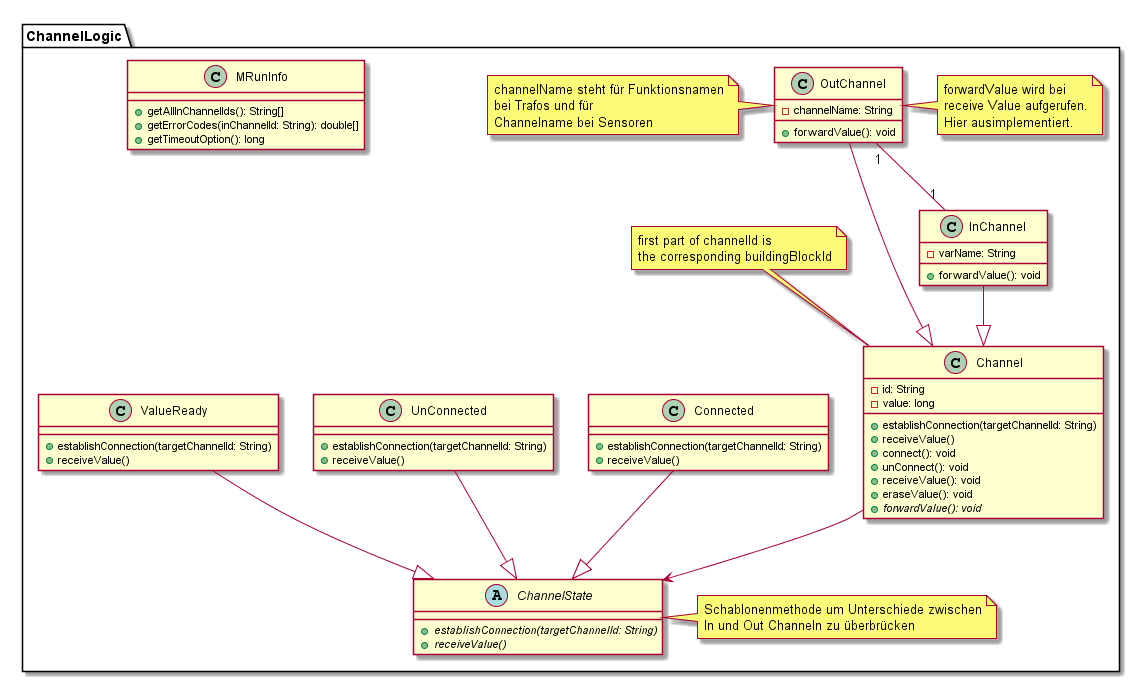 ChannelLogic
C MRunInfo
getAllInChannelIds(): String[]
getErrorCodes(inChannelId: String): double[]
getTimeoutOption(): long
channelName steht für Funktionsnamen
bei Trafos und für
Channelname bei Sensoren
C OutChannel
channelName: String
forwardValue(): void
forwardValue wird bei
receive Value aufgerufen.
Hier ausimplementiert.
1
1
C InChannel
varName: String
forwardValue(): void
first part of channelId is
the corresponding buildingBlockId
C Channel
id: String
value: long
establishConnection(targetChannelId: String)
receiveValue()
connect(): void
unConnect(): void
receiveValue(): void
eraseValue(): void
forwardValue(): void
C ValueReady
establishConnection(targetChannelId: String)
receiveValue()
C UnConnected
establishConnection(targetChannelId: String)
receiveValue()
C Connected
establishConnection(targetChannelId: String)
receiveValue()
A ChannelState
establishConnection(targetChannelId: String)
receiveValue()
Schablonenmethode um Unterschiede zwischen
In und Out Channeln zu überbrücken